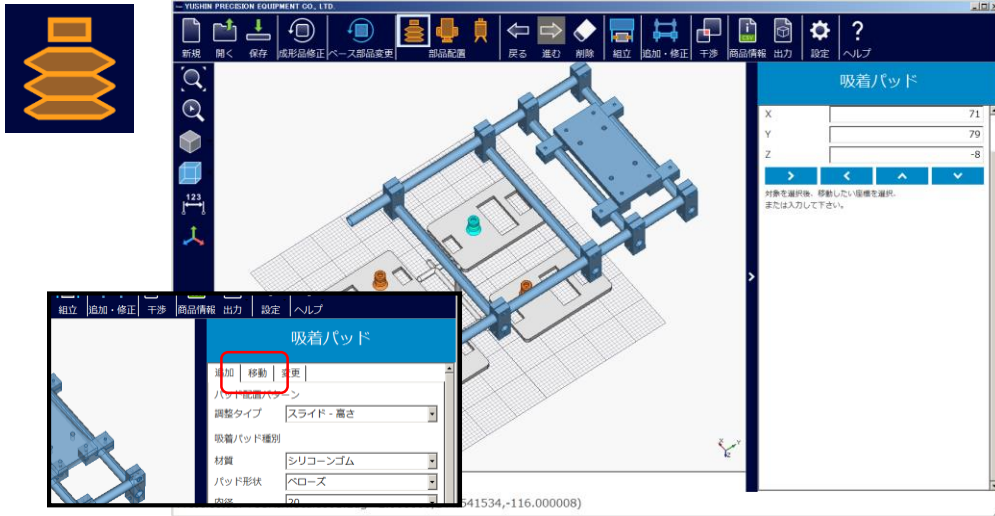 YUSHIN PRECISION EQUIPMENT CO., LTD.
新規 開く 保存 成形品修正 ベース部品変更 部品配置 戻る 進む 削除 組立 追加・修正 干渉 商品情報 出力 設定 ヘルプ
CSV
123
吸着パッド
X 71
Y 79
Z -8
対象を選択後、移動したい座標を選択、
または入力して下さい。
X Y Z
組立 追加・修正 干渉 商品情報 出力 設定 ヘルプ
吸着パッド
追加 移動 変更
パッド配置パターン
調整タイプ スライド - 高さ
吸着パッド種別
材質 シリコーンゴム
パッド形状 ベローズ
内径 20
541534,-116.000008)